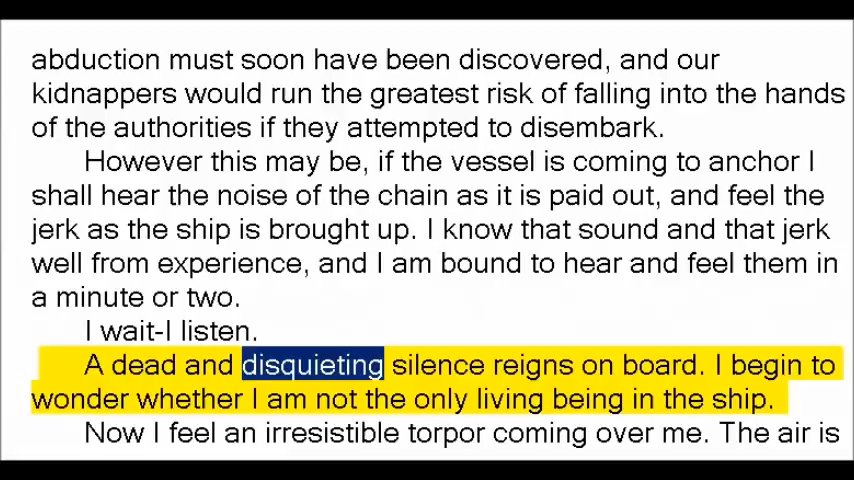 abduction must soon have been discovered, and our
kidnappers would run the greatest risk of falling into the hands
of the authorities if they attempted to disembark.
However this may be, if the vessel is coming to anchor I
shall hear the noise of the chain as it is paid out, and feel the
jerk as the ship is brought up. I know that sound and that jerk
well from experience, and I am bound to hear and feel them in
a minute or two.
I wait-I listen.
A dead and disquieting silence reigns on board. I begin to
wonder whether I am not the only living being in the ship.
Now I feel an irresistible torpor coming over me. The air is